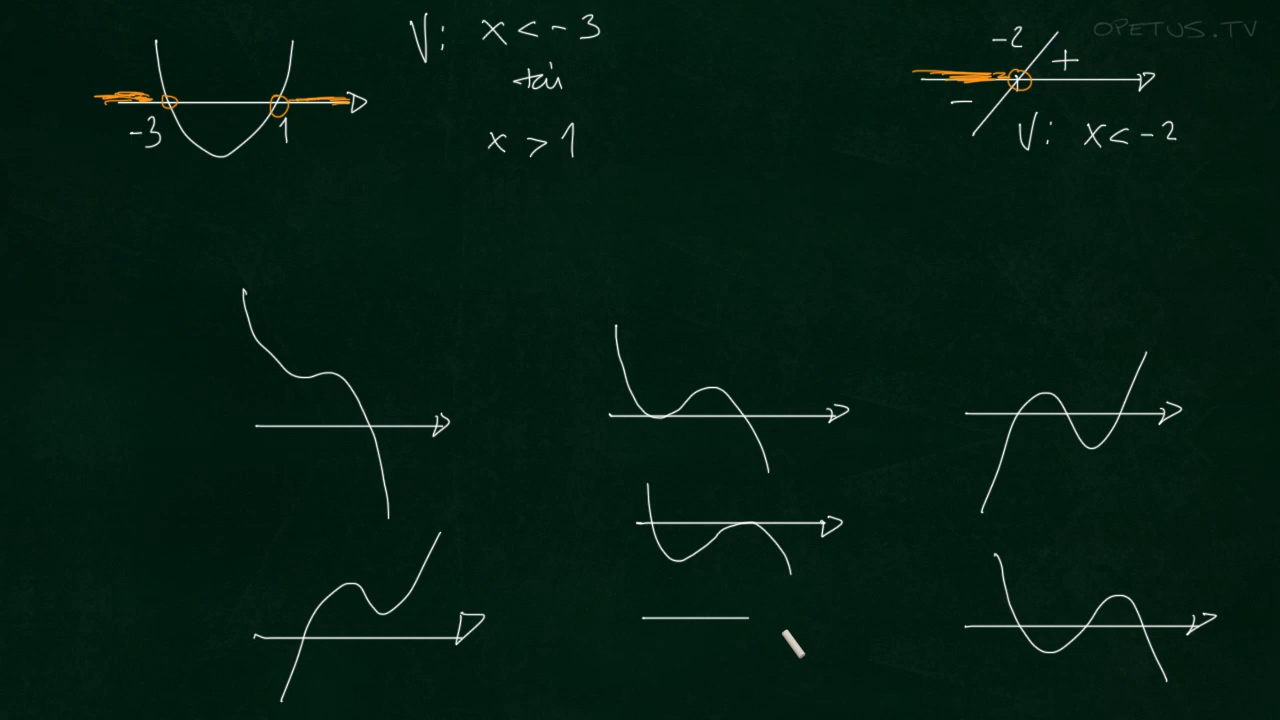 V: x < -3
tai
x > 1
-3
1
-2
+
-
V: x < -2
OPETUS.TV